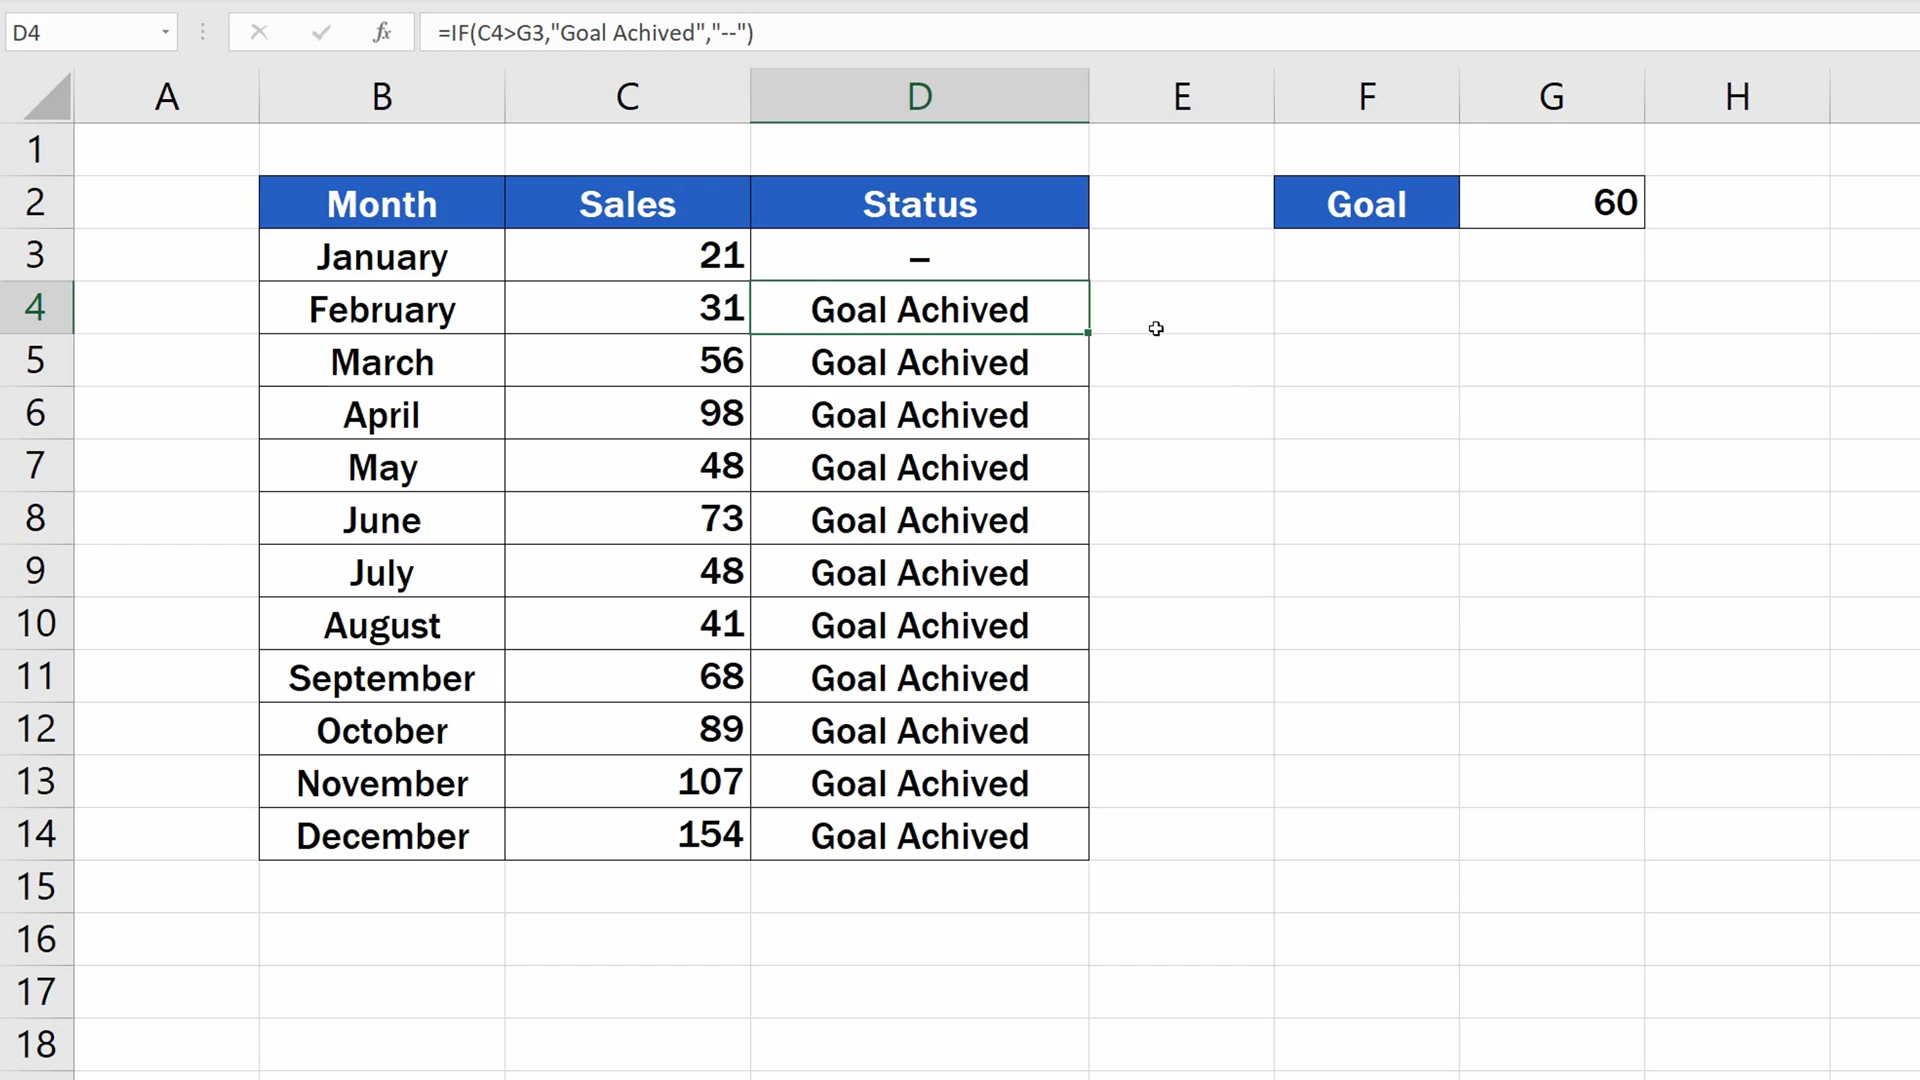 D4 fx =IF(C4>G3,"Goal Achived","--")
A B C D E F G H
1
2 Month Sales Status Goal 60
3 January 21 --
4 February 31 Goal Achived
5 March 56 Goal Achived
6 April 98 Goal Achived
7 May 48 Goal Achived
8 June 73 Goal Achived
9 July 48 Goal Achived
10 August 41 Goal Achived
11 September 68 Goal Achived
12 October 89 Goal Achived
13 November 107 Goal Achived
14 December 154 Goal Achived
15
16
17
18